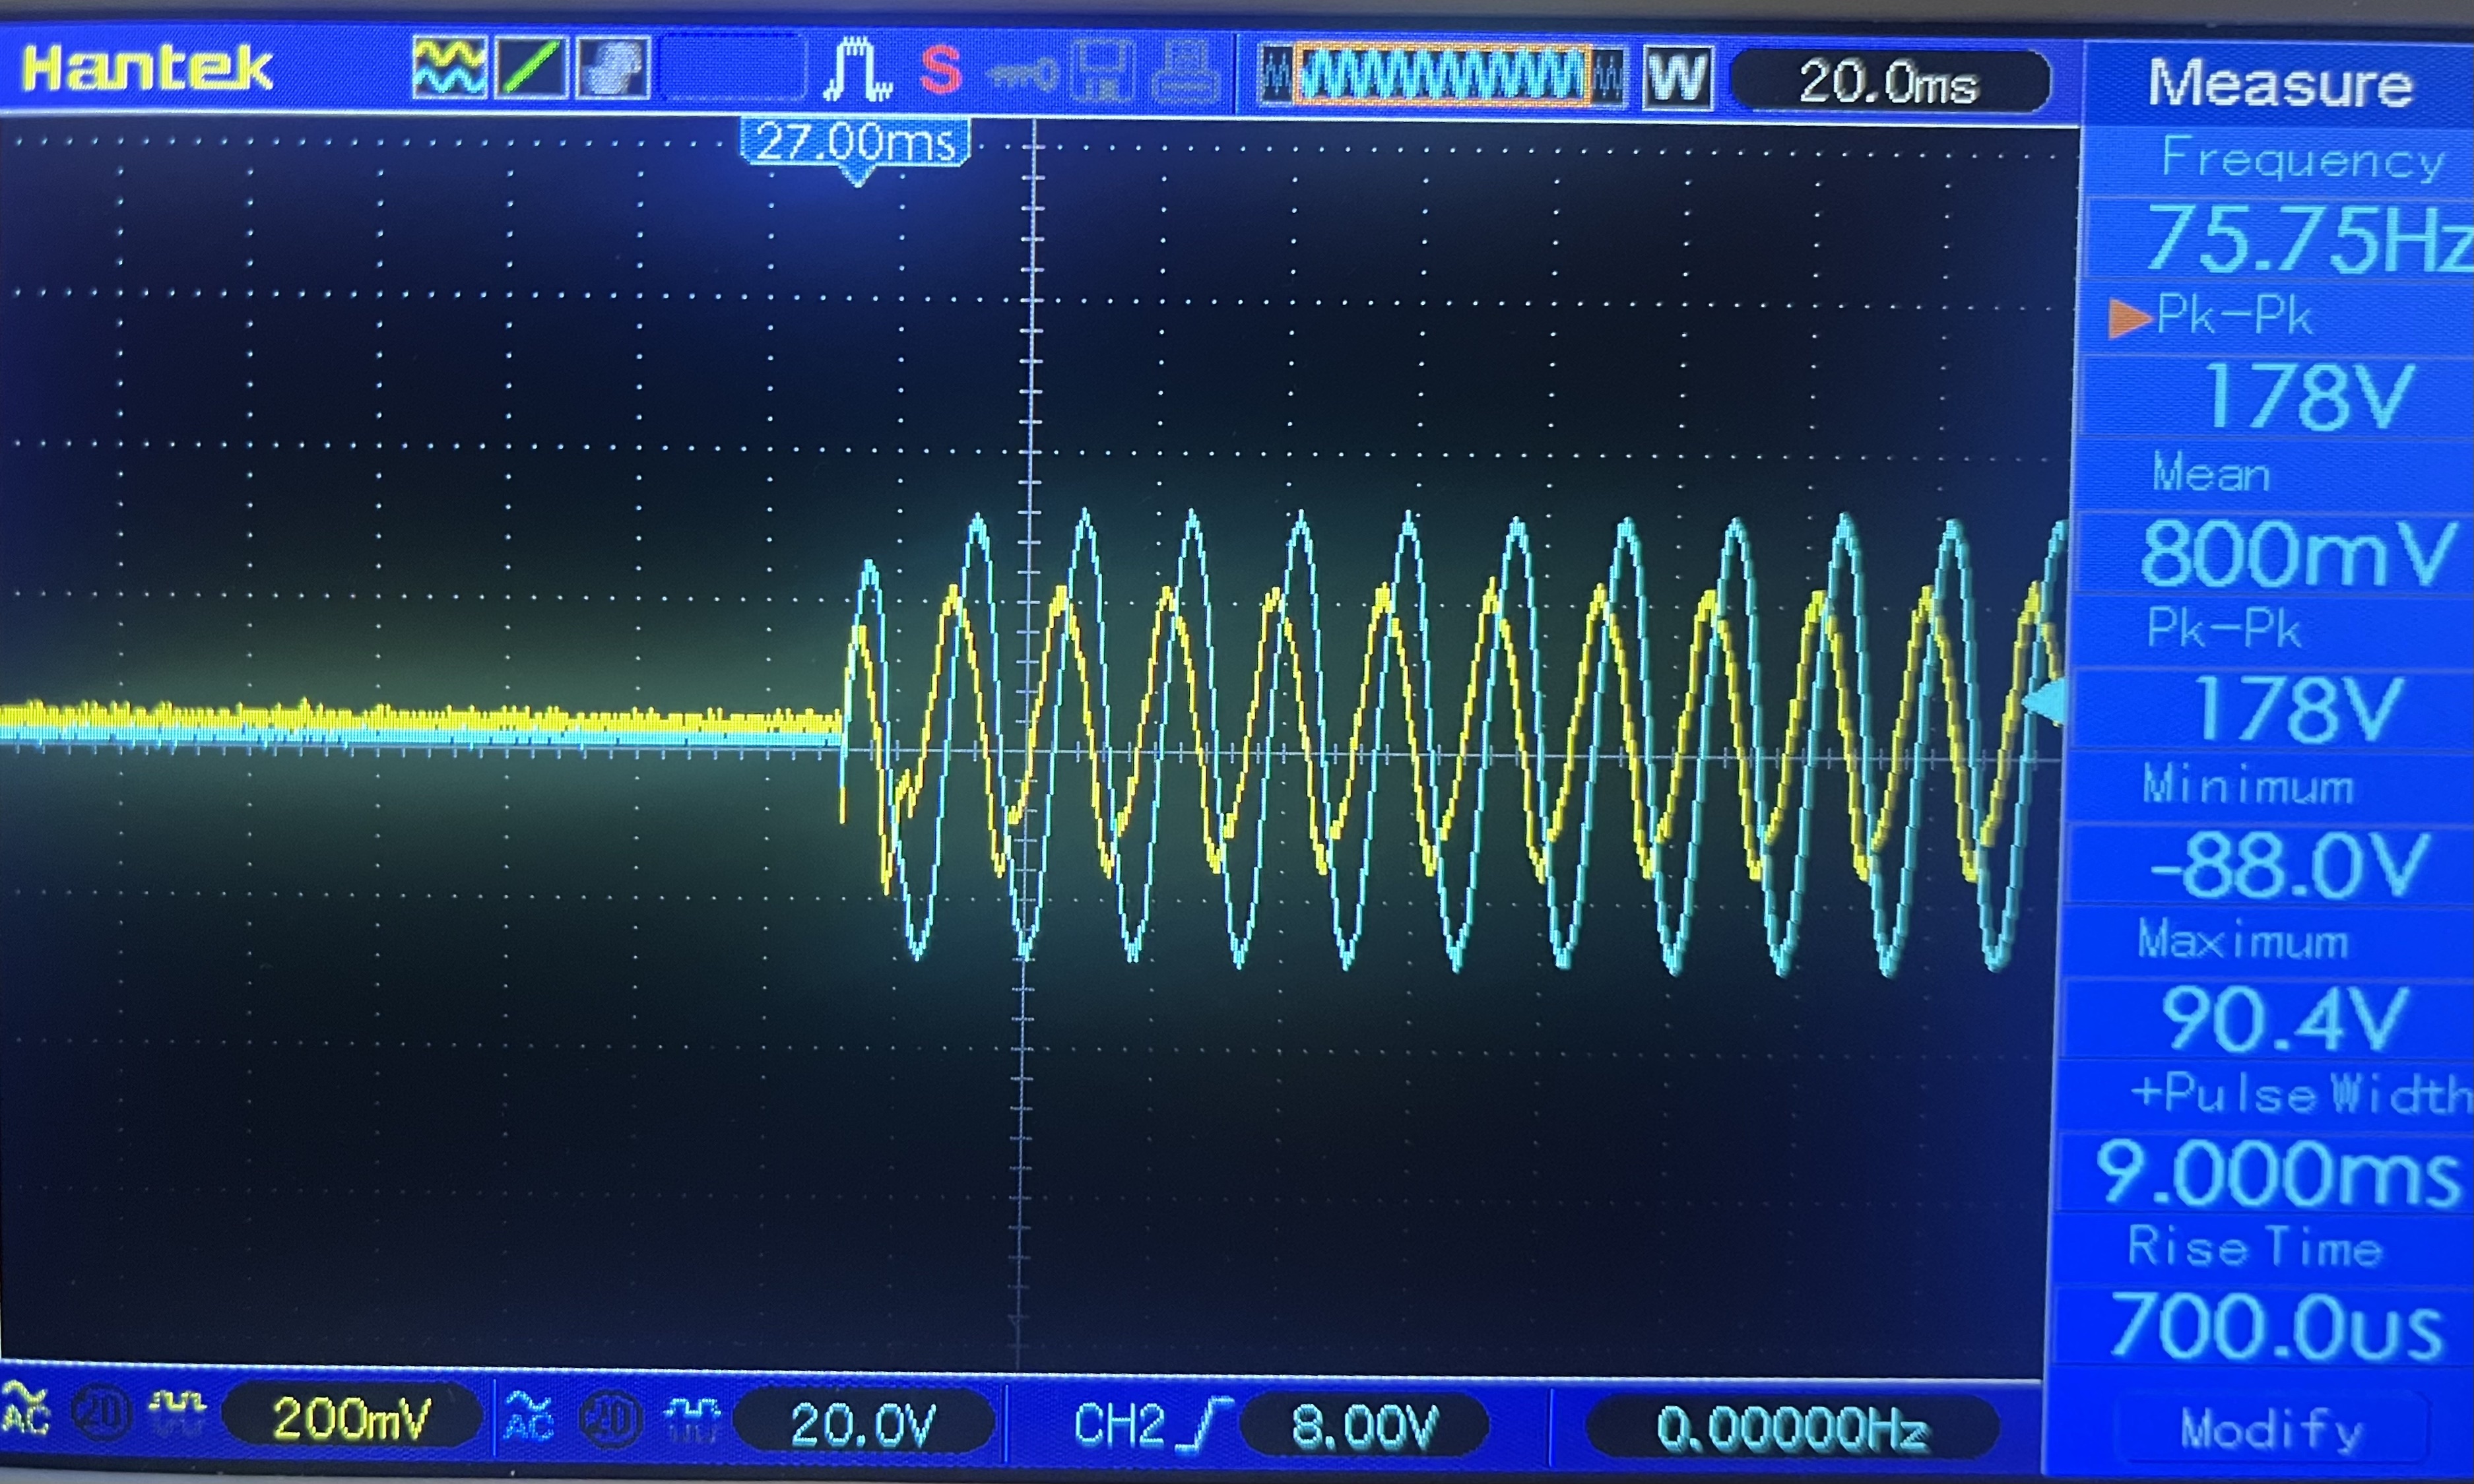 Hantek
S
W
20.0ms
Measure
27.00ms
Frequency
75.75Hz
Pk-Pk
178V
Mean
800mV
Pk-Pk
178V
Minimum
-88.0V
Maximum
90.4V
+Pulse Width
9.000ms
Rise Time
700.0us
AC 20 200mV AC 20 20.0V CH2 8.00V 0.00000Hz
Modify